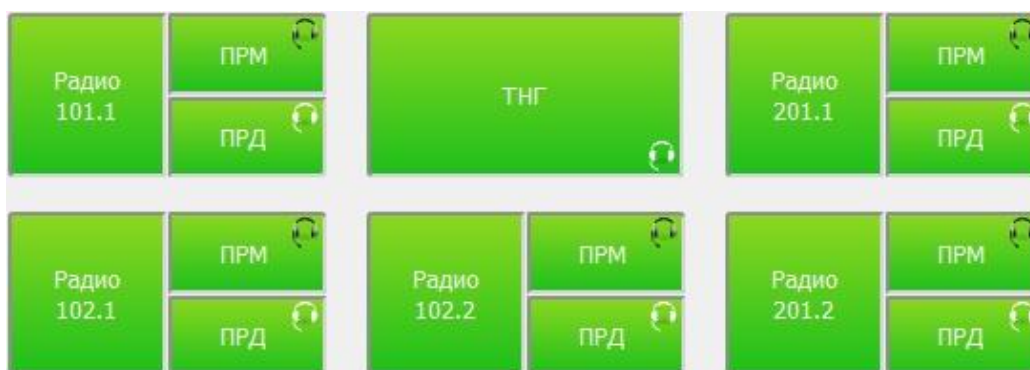 Радио
101.1
ПРМ
ПРД
ТНГ
Радио
201.1
ПРМ
ПРД
Радио
102.1
ПРМ
ПРД
Радио
102.2
ПРМ
ПРД
Радио
201.2
ПРМ
ПРД